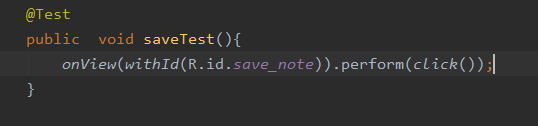 @Test
public  void saveTest(){
    onView(withId(R.id.save_note)).perform(click());
}